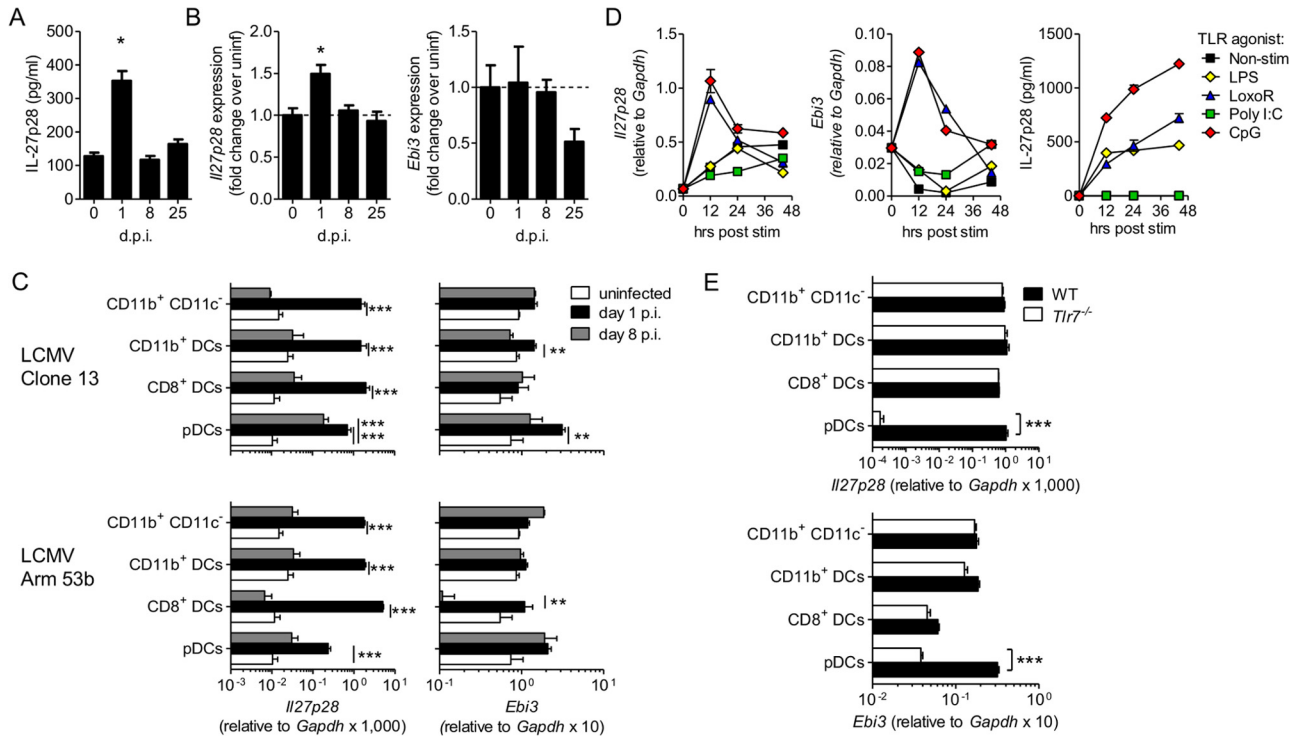 A
IL-27p28 (pg/ml)
500
400
300
200
100
0
*
0 1 8 25
d.p.i.
B
Il27p28 expression
(fold change over uninf)
2.0
1.5
1.0
0.5
0.0
*
0 1 8 25
d.p.i.
Ebi3 expression
(fold change over uninf)
1.5
1.0
0.5
0.0
0 1 8 25
d.p.i.
D
Il27p28
(relative to Gapdh)
1.5
1.0
0.5
0.0
0 12 24 36 48
hrs post stim
Ebi3
(relative to Gapdh)
0.10
0.08
0.06
0.04
0.02
0.00
0 12 24 36 48
hrs post stim
IL-27p28 (pg/ml)
1500
1000
500
0
0 12 24 36 48
hrs post stim
TLR agonist:
Non-stim
LPS
LoxoR
Poly I:C
CpG
C
LCMV
Clone 13
CD11b+ CD11c-
CD11b+ DCs
CD8+ DCs
pDCs
***
***
***
***
***
**
**
uninfected
day 1 p.i.
day 8 p.i.
LCMV
Arm 53b
CD11b+ CD11c-
CD11b+ DCs
CD8+ DCs
pDCs
***
***
***
***
**
10-3 10-2 10-1 100 101
Il27p28
(relative to Gapdh x 1,000)
10-1 100 101
Ebi3
(relative to Gapdh x 10)
E
CD11b+ CD11c-
CD11b+ DCs
CD8+ DCs
pDCs
***
WT
Tlr7-/-
10-4 10-3 10-2 10-1 100 101
Il27p28 (relative to Gapdh x 1,000)
CD11b+ CD11c-
CD11b+ DCs
CD8+ DCs
pDCs
***
10-2 10-1 100
Ebi3 (relative to Gapdh x 10)